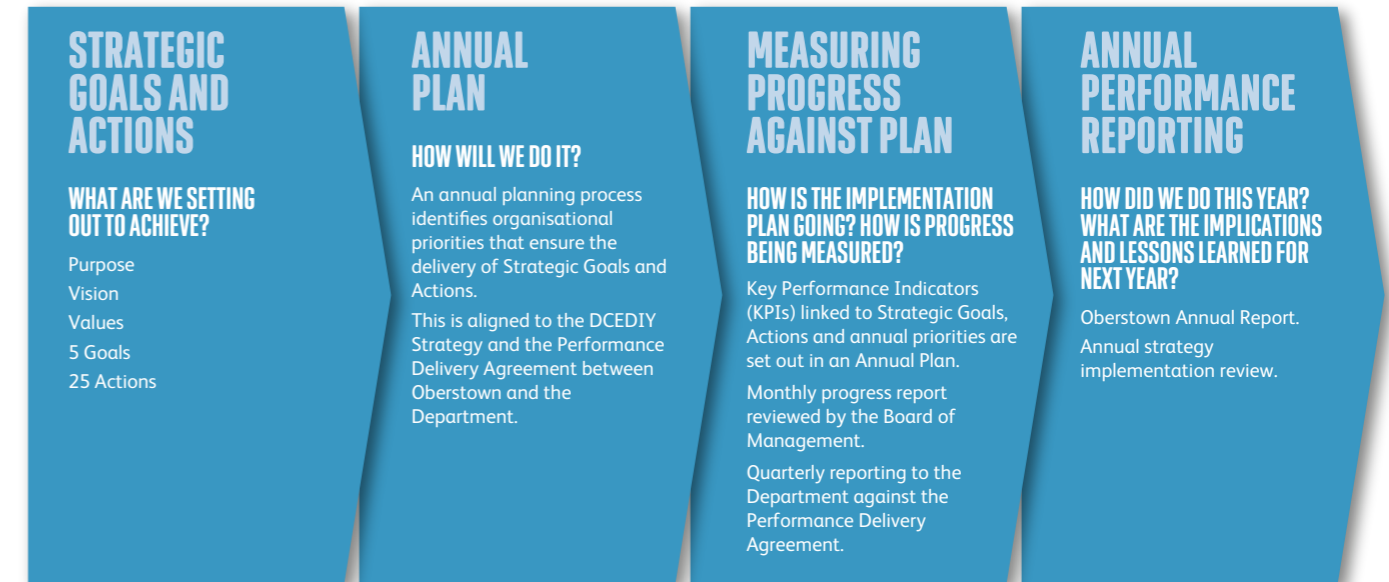 STRATEGIC
GOALS AND
ACTIONS
WHAT ARE WE SETTING
OUT TO ACHIEVE?
Purpose
Vision
Values
5 Goals
25 Actions
ANNUAL
PLAN
HOW WILL WE DO IT?
An annual planning process
identifies organisational
priorities that ensure the
delivery of Strategic Goals and
Actions.
This is aligned to the DCEDIY
Strategy and the Performance
Delivery Agreement between
Oberstown and the
Department.
MEASURING
PROGRESS
AGAINST PLAN
HOW IS THE IMPLEMENTATION
PLAN GOING? HOW IS PROGRESS
BEING MEASURED?
Key Performance Indicators
(KPIs) linked to Strategic Goals,
Actions and annual priorities are
set out in an Annual Plan.
Monthly progress report
reviewed by the Board of
Management.
Quarterly reporting to the
Department against the
Performance Delivery
Agreement.
ANNUAL
PERFORMANCE
REPORTING
HOW DID WE DO THIS YEAR?
WHAT ARE THE IMPLICATIONS
AND LESSONS LEARNED FOR
NEXT YEAR?
Oberstown Annual Report.
Annual strategy
implementation review.